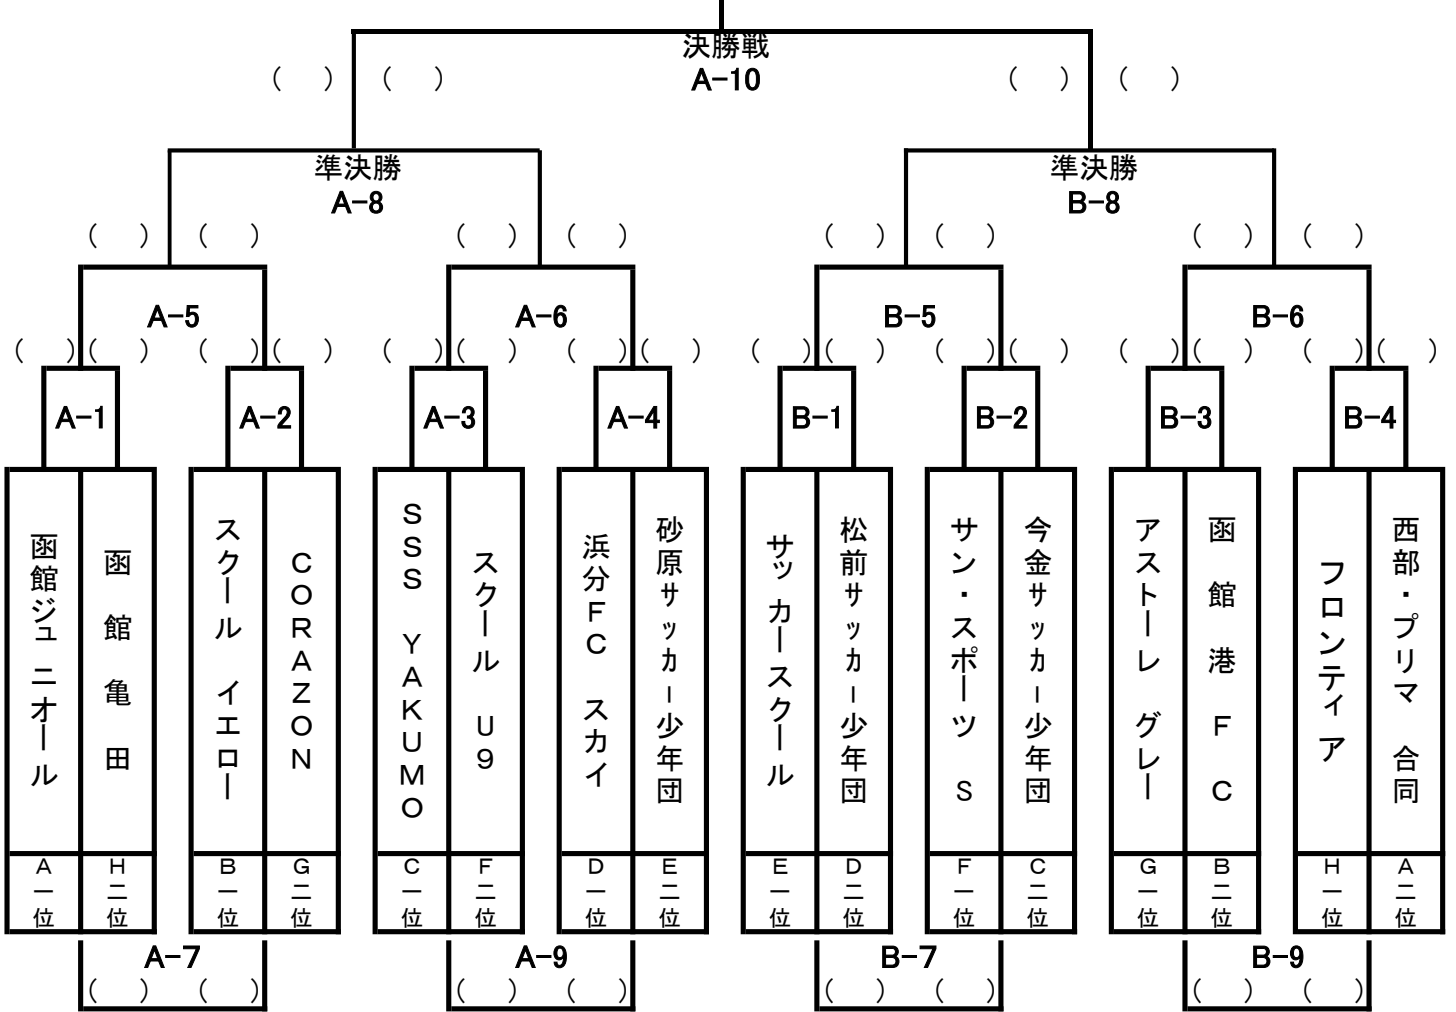 決勝戦
A-10
( ) ( ) ( ) ( )
準決勝 準決勝
A-8 B-8
( ) ( ) ( ) ( ) ( ) ( ) ( ) ( )
A-5 A-6 B-5 B-6
( ) ( ) ( ) ( ) ( ) ( ) ( ) ( ) ( ) ( ) ( ) ( ) ( ) ( ) ( ) ( )
A-1 A-2 A-3 A-4 B-1 B-2 B-3 B-4
函館ジュニオール
函館亀田
スクール イエロー
CORAZON
SSS YAKUMO
スクール U9
浜分FC スカイ
砂原サッカー少年団
サッカースクール
松前サッカー少年団
サン・スポーツ S
今金サッカー少年団
アストーレ グレー
函館港FC
フロンティア
西部・プリマ 合同
A一位
H二位
B一位
G二位
C一位
F二位
D一位
E二位
E一位
D二位
F一位
C二位
G一位
B二位
H一位
A二位
A-7 A-9 B-7 B-9
( ) ( ) ( ) ( ) ( ) ( ) ( ) ( )